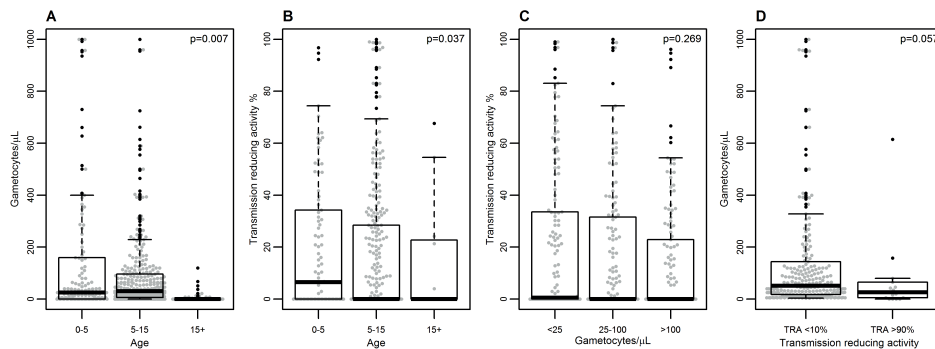 A
B
C
D
p=0.007
p=0.037
p=0.269
p=0.057
Gametocytes/μL
1000
800
600
400
200
0
0-5
5-15
15+
Age
Transmission reducing activity %
100
80
60
40
20
0
0-5
5-15
15+
Age
Transmission reducing activity %
100
80
60
40
20
0
<25
25-100
>100
Gametocytes/μL
Gametocytes/μL
1000
800
600
400
200
0
TRA <10%
TRA >90%
Transmission reducing activity